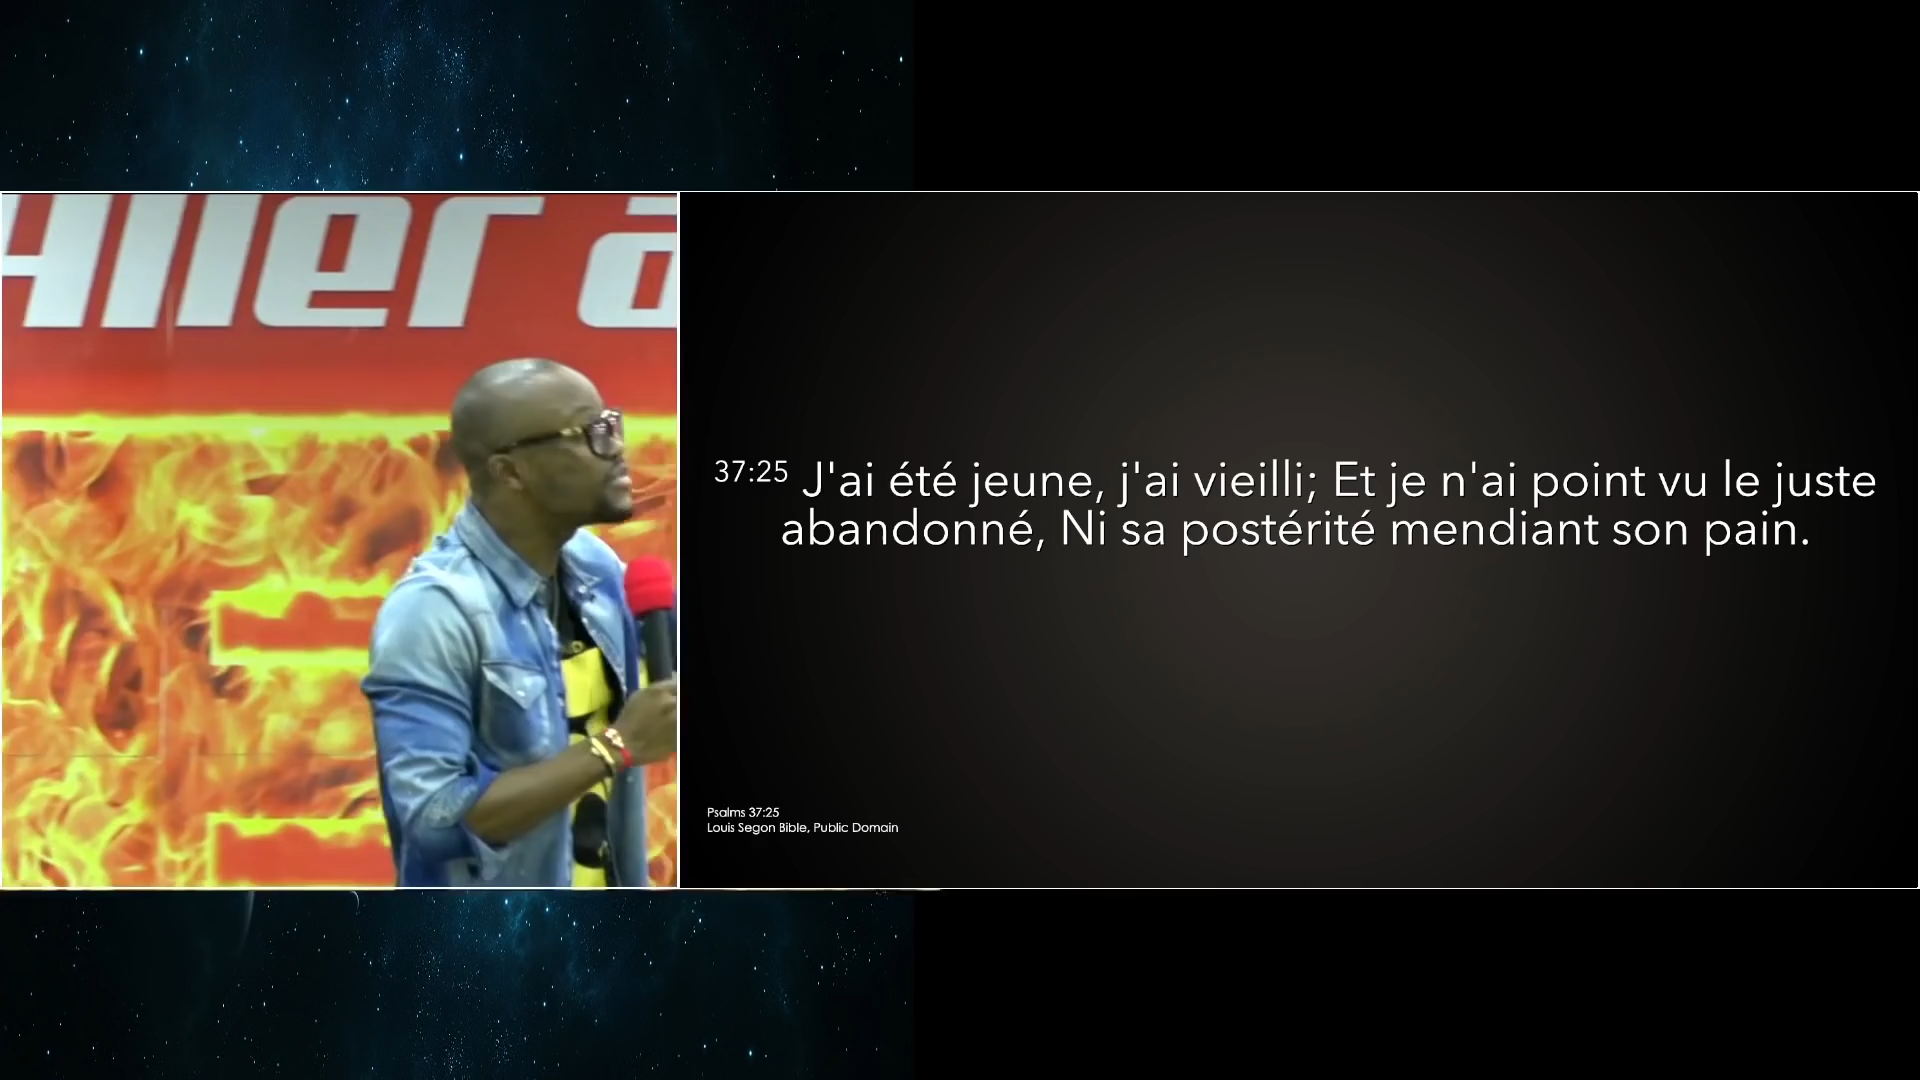 Aller à
37:25 J'ai été jeune, j'ai vieilli; Et je n'ai point vu le juste
abandonné, Ni sa postérité mendiant son pain.
Psalms 37:25
Louis Segon Bible, Public Domain